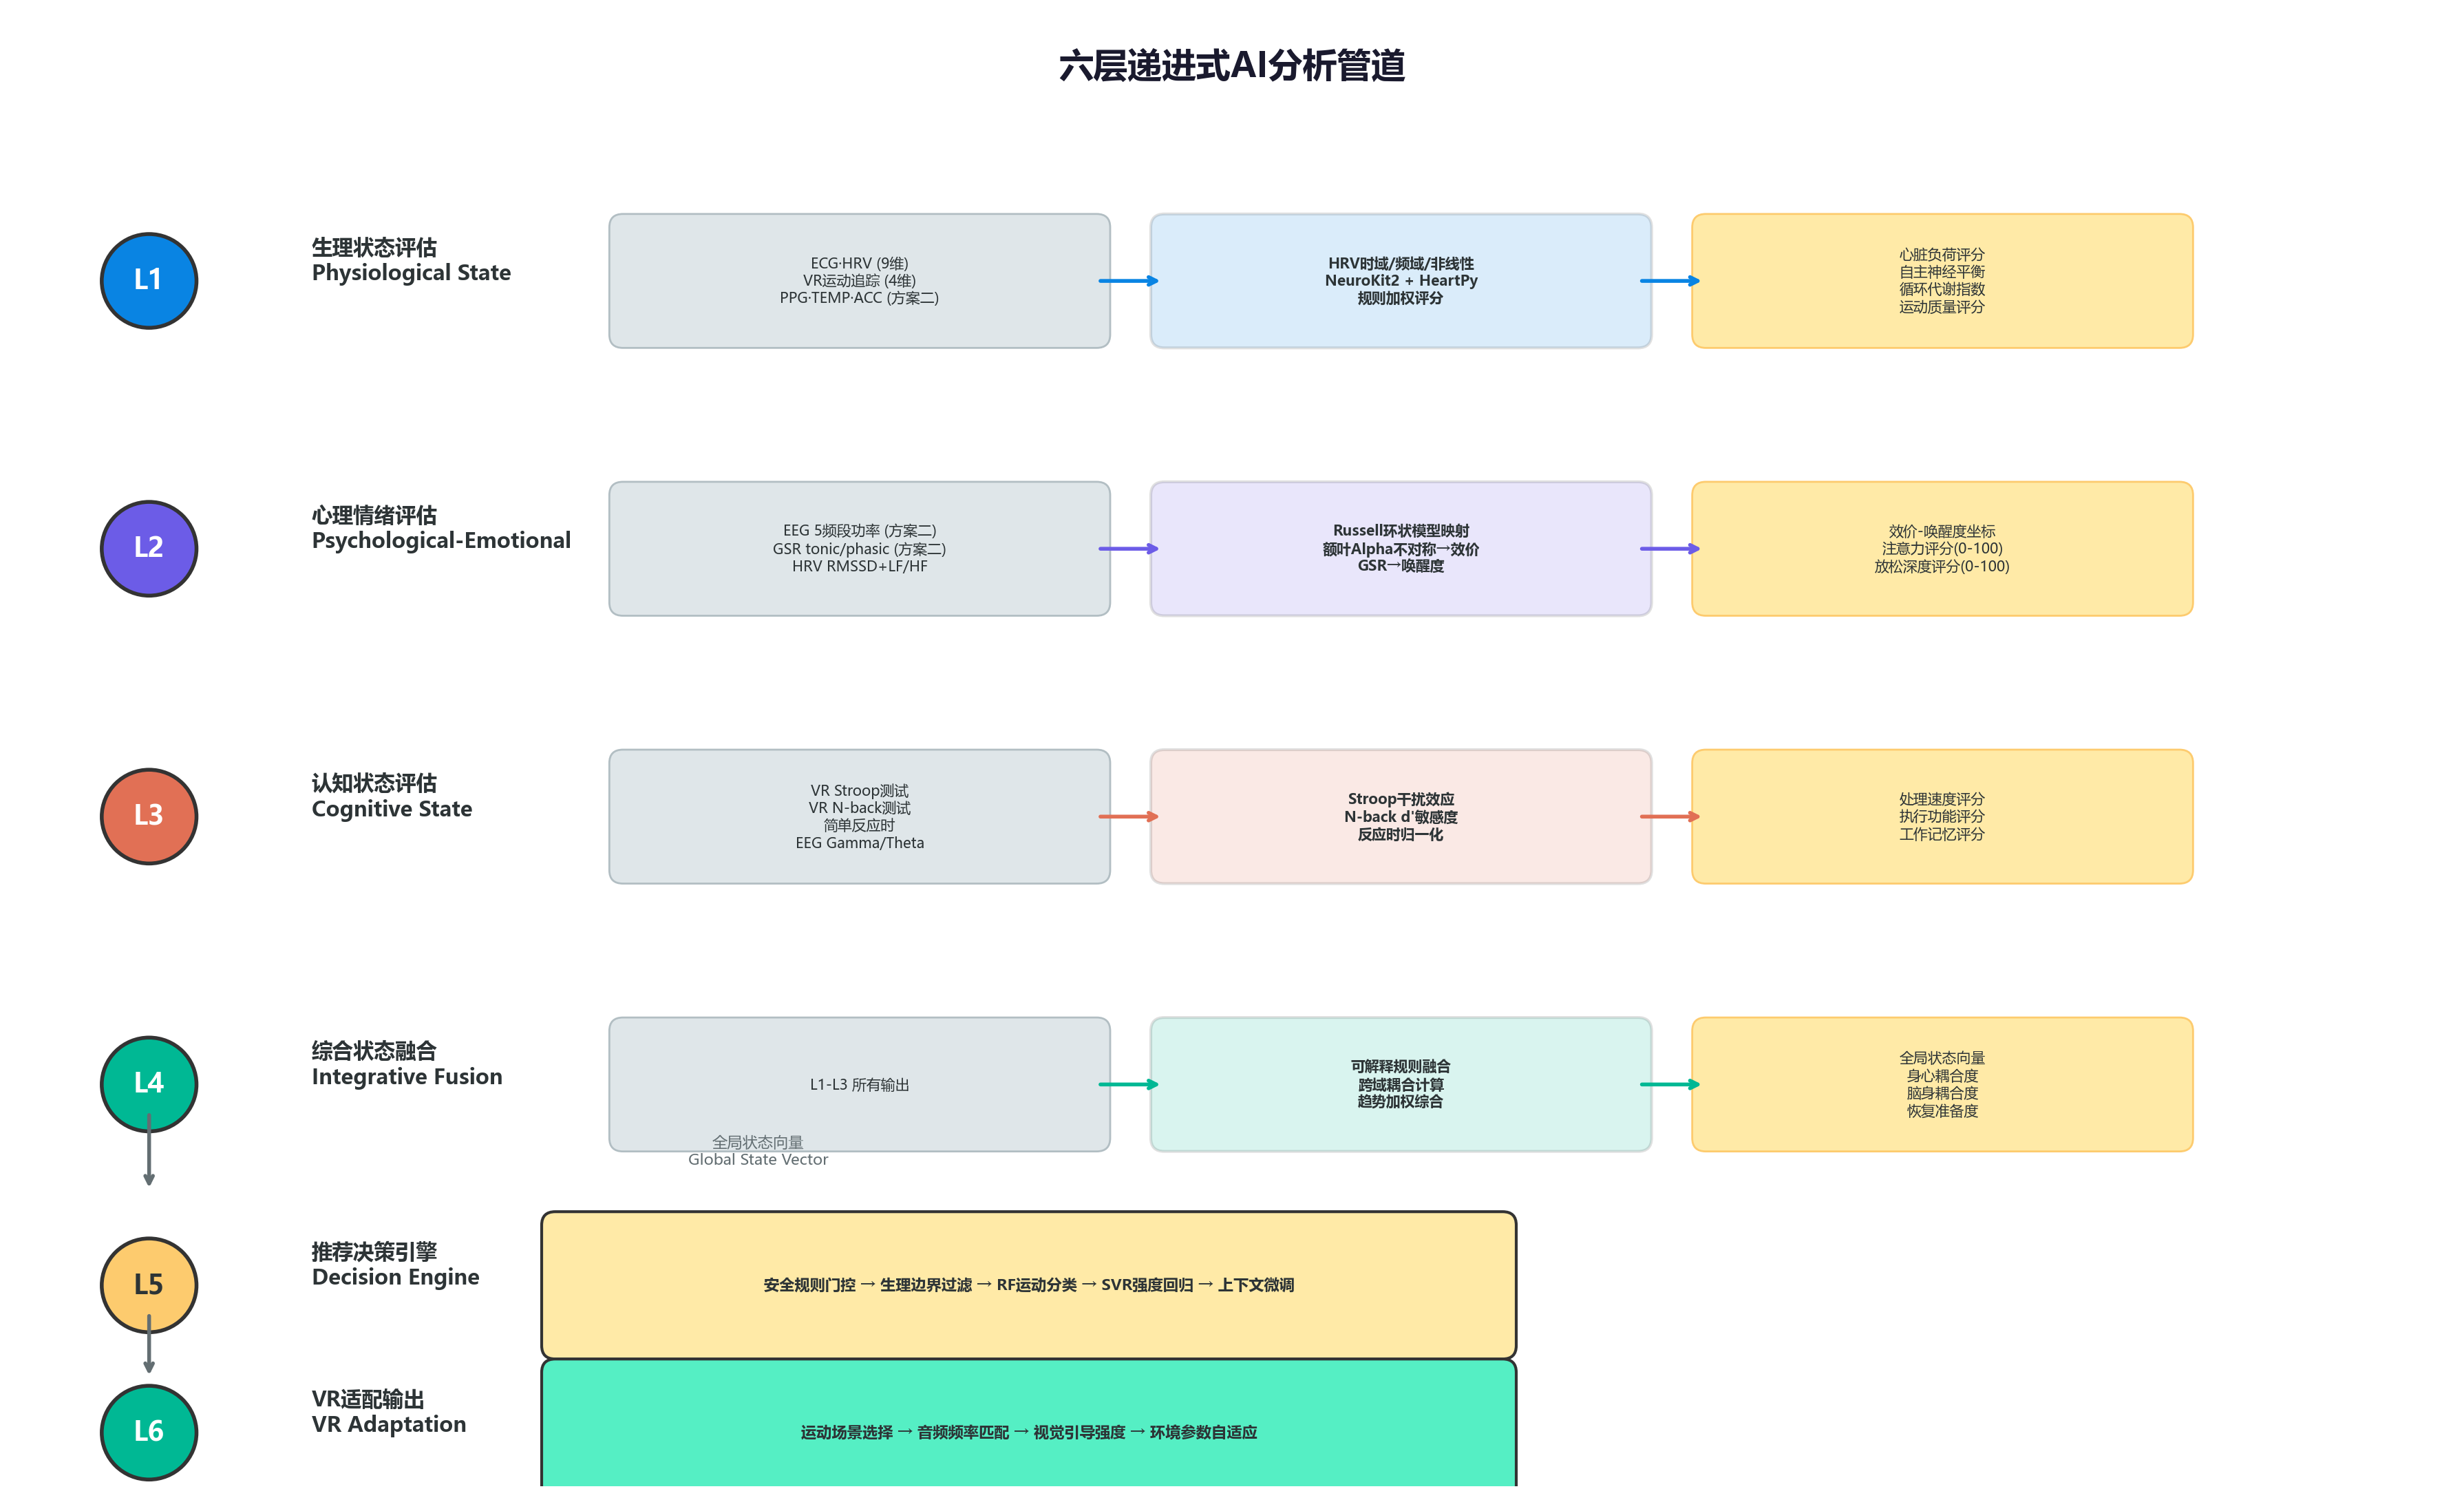 六层递进式AI分析管道
L1
生理状态评估
Physiological State
ECG·HRV (9维)
VR运动追踪 (4维)
PPG·TEMP·ACC (方案二)
HRV时域/频域/非线性
NeuroKit2 + HeartPy
规则加权评分
心脏负荷评分
自主神经平衡
循环代谢指数
运动质量评分
L2
心理情绪评估
Psychological-Emotional
EEG 5频段功率 (方案二)
GSR tonic/phasic (方案二)
HRV RMSSD+LF/HF
Russell环状模型映射
额叶Alpha不对称→效价
GSR→唤醒度
效价-唤醒度坐标
注意力评分(0-100)
放松深度评分(0-100)
L3
认知状态评估
Cognitive State
VR Stroop测试
VR N-back测试
简单反应时
EEG Gamma/Theta
Stroop干扰效应
N-back d'敏感度
反应时归一化
处理速度评分
执行功能评分
工作记忆评分
L4
综合状态融合
Integrative Fusion
L1-L3 所有输出
可解释规则融合
跨域耦合计算
趋势加权综合
全局状态向量
身心耦合度
脑身耦合度
恢复准备度
全局状态向量
Global State Vector
L5
推荐决策引擎
Decision Engine
安全规则门控 → 生理边界过滤 → RF运动分类 → SVR强度回归 → 上下文微调
L6
VR适配输出
VR Adaptation
运动场景选择 → 音频频率匹配 → 视觉引导强度 → 环境参数自适应